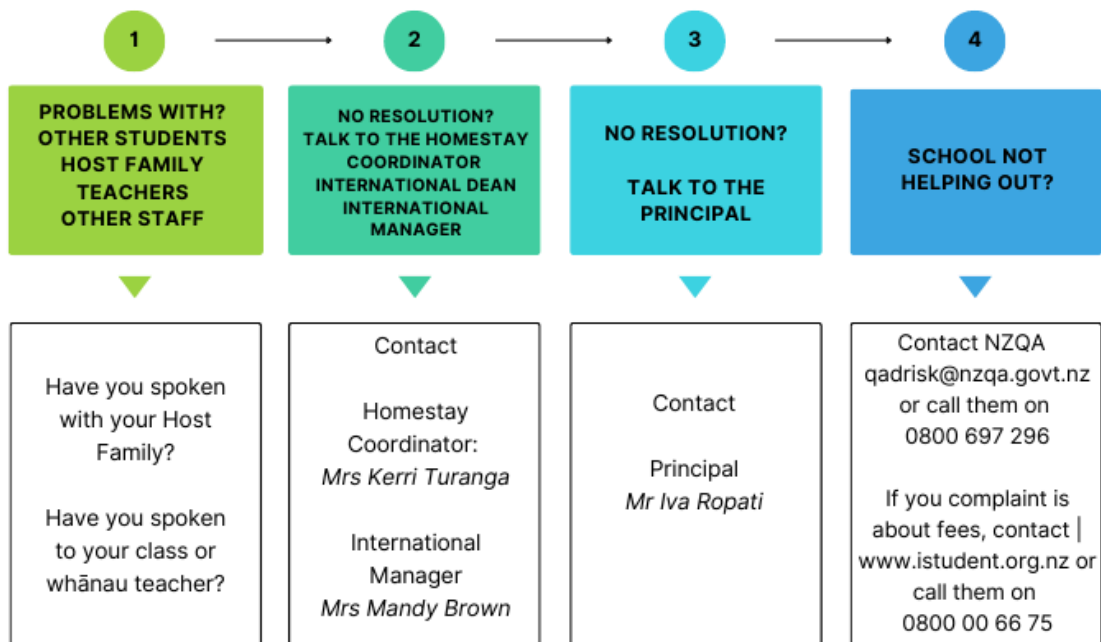 1
2
3
4
PROBLEMS WITH?
OTHER STUDENTS
HOST FAMILY
TEACHERS
OTHER STAFF
NO RESOLUTION?
TALK TO THE HOMESTAY
COORDINATOR
INTERNATIONAL DEAN
INTERNATIONAL
MANAGER
NO RESOLUTION?
TALK TO THE
PRINCIPAL
SCHOOL NOT
HELPING OUT?
Have you spoken
with your Host
Family?
Have you spoken
to your class or
whānau teacher?
Contact
Homestay
Coordinator:
Mrs Kerri Turanga
International
Manager
Mrs Mandy Brown
Contact
Principal
Mr Iva Ropati
Contact NZQA
qadrisk@nzqa.govt.nz
or call them on
0800 697 296
If you complaint is
about fees, contact |
www.istudent.org.nz or
call them on
0800 00 66 75